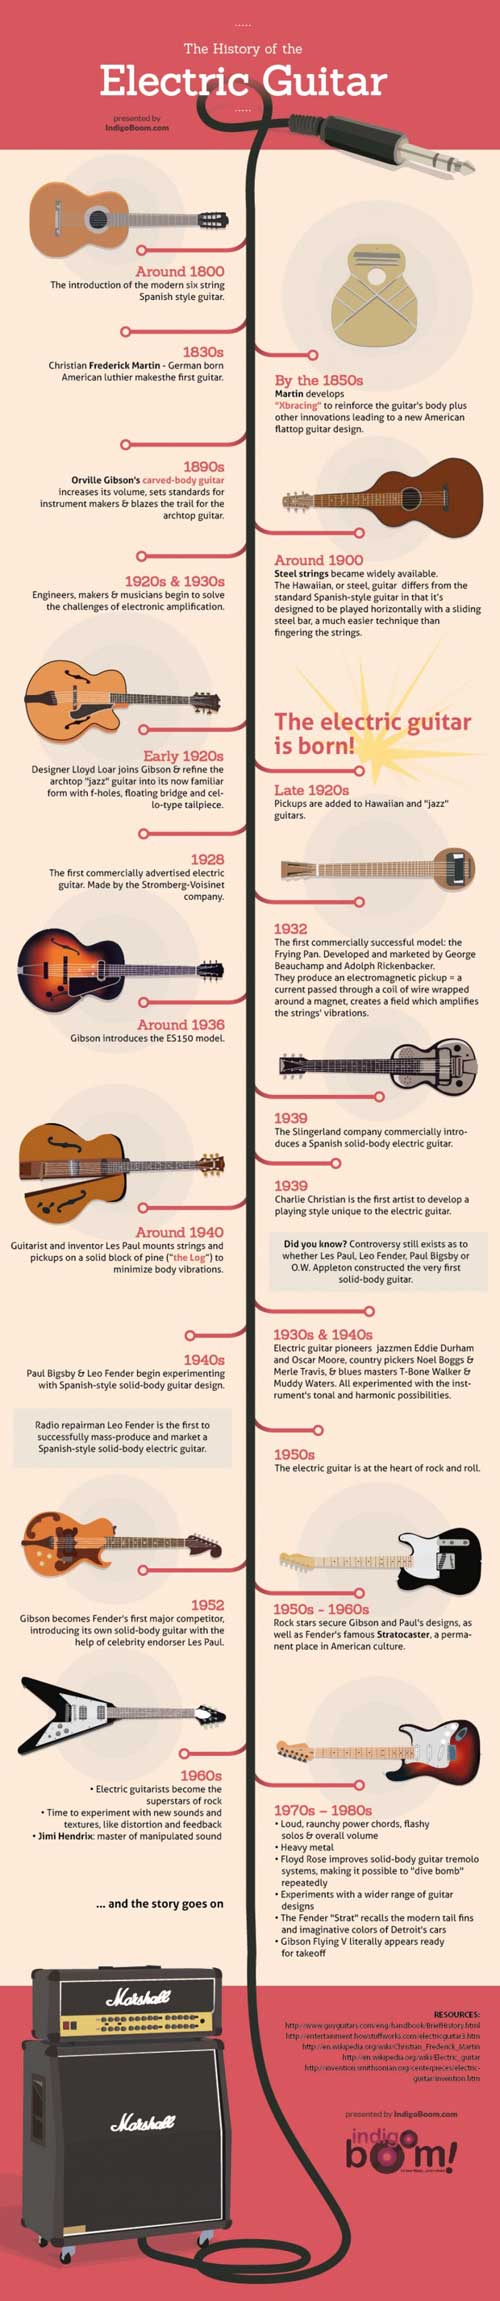 The History of the
Electric Guitar
presented by
IndigoBoom.com
Around 1800
The introduction of the modern six string
Spanish style guitar.
1830s
Christian Frederick Martin - German born
American luthier makesthe first guitar.
By the 1850s
Martin develops
"Xbracing" to reinforce the guitar's body plus
other innovations leading to a new American
flattop guitar design.
1890s
Orville Gibson's carved-body guitar
increases its volume, sets standards for
instrument makers & blazes the trail for the
archtop guitar.
Around 1900
Steel strings became widely available.
The Hawaiian, or steel, guitar differs from the
standard Spanish-style guitar in that it's
designed to be played horizontally with a sliding
steel bar, a much easier technique than
fingering the strings.
1920s & 1930s
Engineers, makers & musicians begin to solve
the challenges of electronic amplification.
The electric guitar
is born!
Early 1920s
Designer Lloyd Loar joins Gibson & refine the
archtop "jazz" guitar into its now familiar
form with f-holes, floating bridge and cel-
lo-type tailpiece.
Late 1920s
Pickups are added to Hawaiian and "jazz"
guitars.
1928
The first commercially advertised electric
guitar. Made by the Stromberg-Voisinet
company.
1932
The first commercially successful model: the
Frying Pan. Developed and marketed by George
Beauchamp and Adolph Rickenbacker.
They produce an electromagnetic pickup = a
current passed through a coil of wire wrapped
around a magnet, creates a field which amplifies
the strings' vibrations.
Around 1936
Gibson introduces the ES150 model.
1939
The Slingerland company commercially intro-
duces a Spanish solid-body electric guitar.
1939
Charlie Christian is the first artist to develop a
playing style unique to the electric guitar.
Around 1940
Guitarist and inventor Les Paul mounts strings and
pickups on a solid block of pine ("the Log") to
minimize body vibrations.
Did you know? Controversy still exists as to
whether Les Paul, Leo Fender, Paul Bigsby or
O.W. Appleton constructed the very first
solid-body guitar.
1930s & 1940s
Electric guitar pioneers jazzmen Eddie Durham
and Oscar Moore, country pickers Noel Boggs &
Merle Travis, & blues masters T-Bone Walker &
Muddy Waters. All experimented with the inst-
rument's tonal and harmonic possibilities.
1940s
Paul Bigsby & Leo Fender begin experimenting
with Spanish-style solid-body guitar design.
Radio repairman Leo Fender is the first to
successfully mass-produce and market a
Spanish-style solid-body electric guitar.
1950s
The electric guitar is at the heart of rock and roll.
1952
Gibson becomes Fender's first major competitor,
introducing its own solid-body guitar with the
help of celebrity endorser Les Paul.
1950s - 1960s
Rock stars secure Gibson and Paul's designs, as
well as Fender's famous Stratocaster, a perma-
nent place in American culture.
1960s
• Electric guitarists become the
superstars of rock
• Time to experiment with new sounds and
textures, like distortion and feedback
• Jimi Hendrix: master of manipulated sound
1970s – 1980s
• Loud, raunchy power chords, flashy
solos & overall volume
• Heavy metal
• Floyd Rose improves solid-body guitar tremolo
systems, making it possible to "dive bomb"
repeatedly
• Experiments with a wider range of guitar
designs
• The Fender "Strat" recalls the modern tail fins
and imaginative colors of Detroit's cars
• Gibson Flying V literally appears ready
for takeoff
... and the story goes on
Marshall
Marshall
RESOURCES:
http://www.guyguitars.com/eng/handbook/BriefHistory.html
http://entertainment.howstuffworks.com/electricguitar3.htm
http://en.wikipedia.org/wiki/Christian_Frederick_Martin
http://en.wikipedia.org/wiki/Electric_guitar
http://invention.smithsonian.org/centerpieces/electric-
guitar/invention.htm
presented by IndigoBoom.com
indigo
boom!